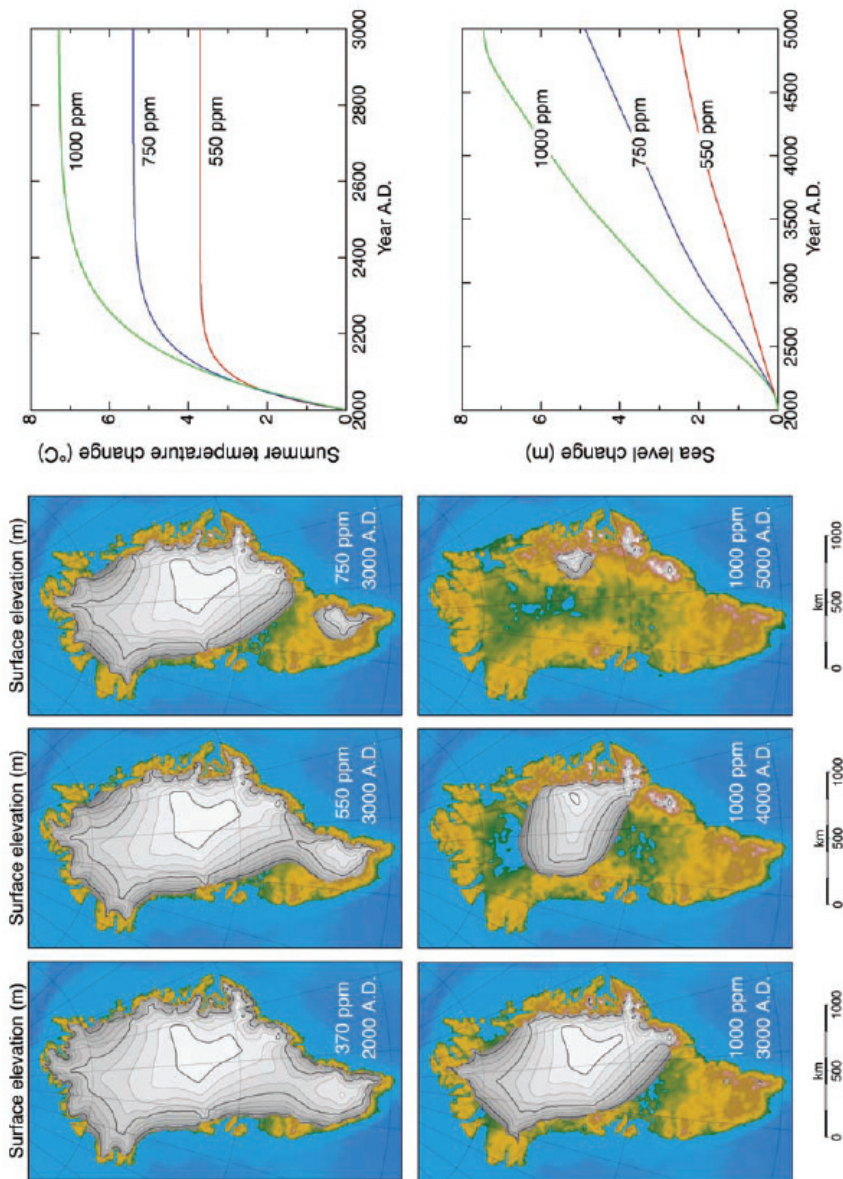 Surface elevation (m)
370 ppm
2000 A.D.
Surface elevation (m)
550 ppm
3000 A.D.
Surface elevation (m)
750 ppm
3000 A.D.
Summer temperature change (°C)
8
6
4
2
0
1000 ppm
750 ppm
550 ppm
2000
2200
2400
2600
2800
3000
Year A.D.
1000 ppm
3000 A.D.
km
0
500
1000
1000 ppm
4000 A.D.
km
0
500
1000
1000 ppm
5000 A.D.
km
0
500
1000
Sea level change (m)
8
6
4
2
0
1000 ppm
750 ppm
550 ppm
2000
2500
3000
3500
4000
4500
5000
Year A.D.